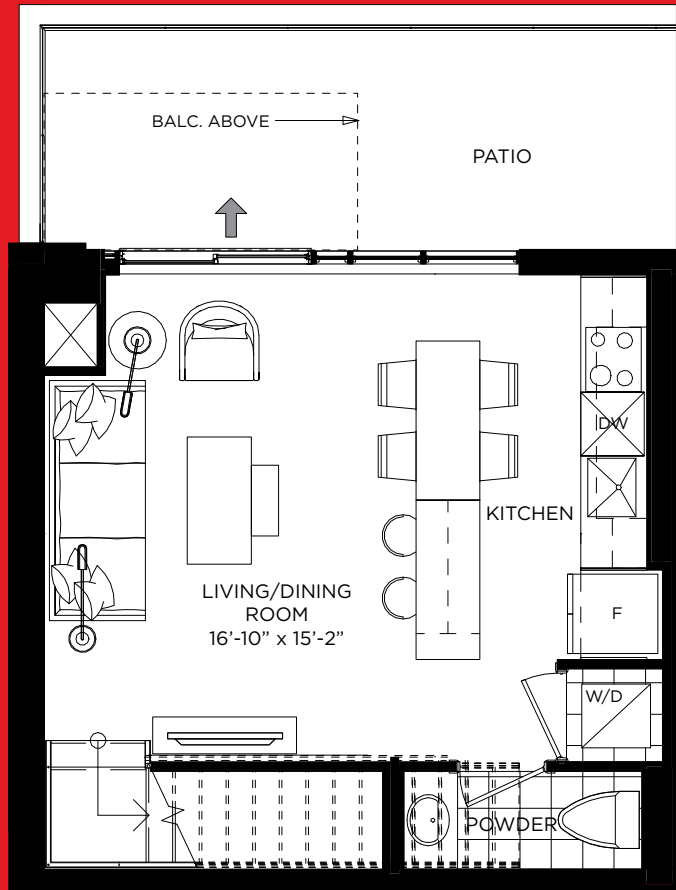 BALC. ABOVE
PATIO
DW
KITCHEN
LIVING/DINING
ROOM
16’-10” x 15’-2”
F
W/D
POWDER